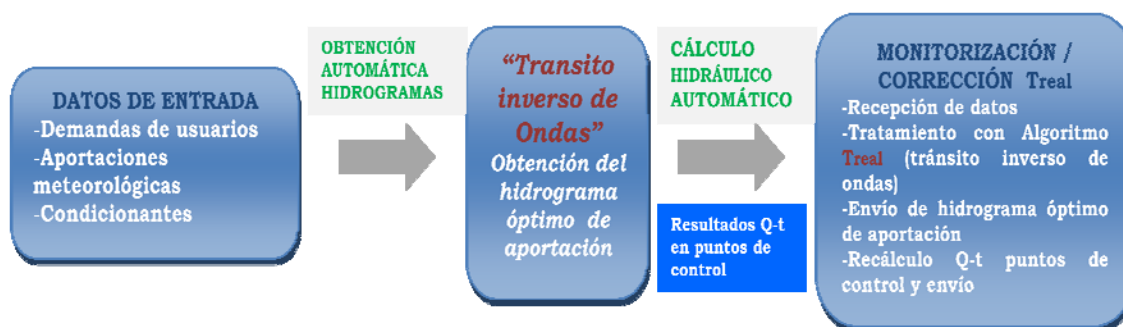 DATOS DE ENTRADA
-Demandas de usuarios
-Aportaciones
meteorológicas
-Condicionantes
OBTENCIÓN
AUTOMÁTICA
HIDROGRAMAS
“Transito
inverso de
Ondas”
Obtención del
hidrograma
óptimo de
aportación
CÁLCULO
HIDRÁULICO
AUTOMÁTICO
Resultados Q-t
en puntos de
control
MONITORIZACIÓN /
CORRECCIÓN Treal
-Recepción de datos
-Tratamiento con Algoritmo
Treal (tránsito inverso de
ondas)
-Envío de hidrograma óptimo
de aportación
-Recálculo Q-t puntos de
control y envío